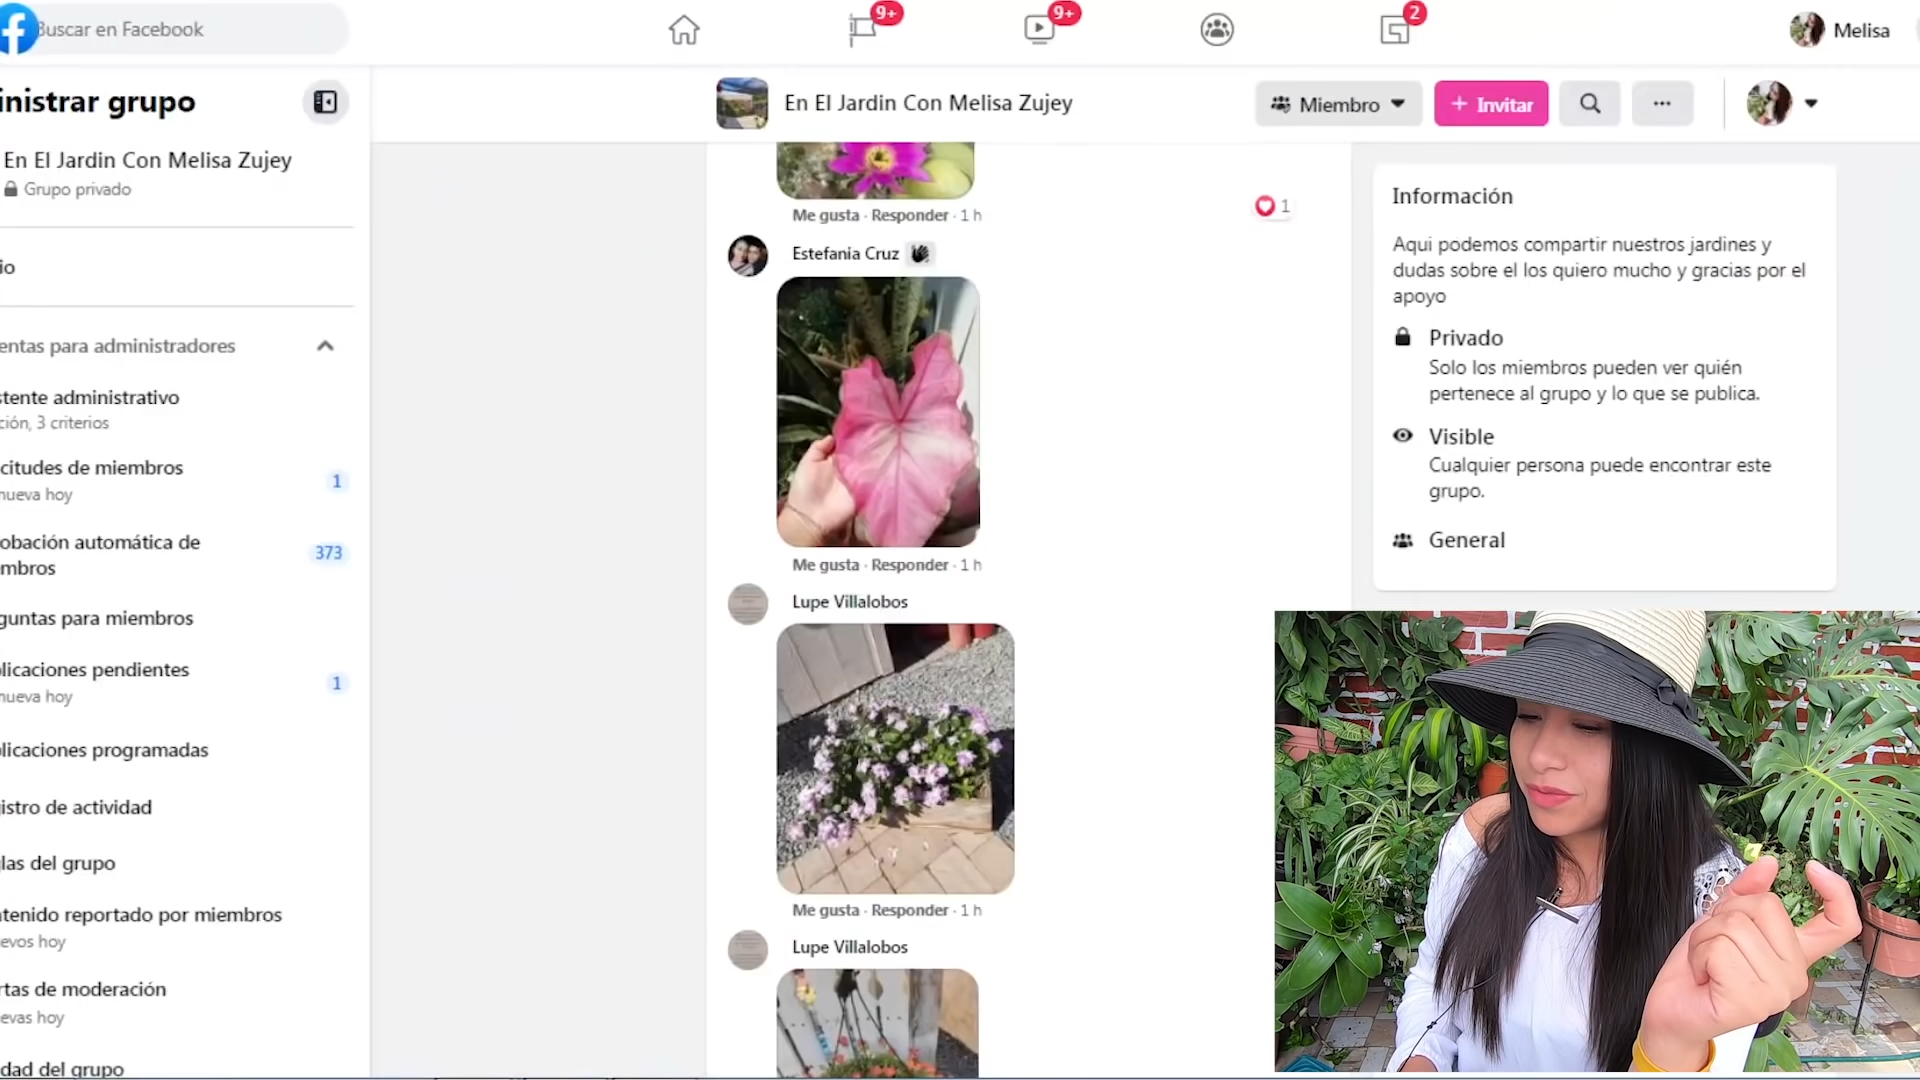 Buscar en Facebook
9+
9+
2
Melisa
inistrar grupo
En El Jardin Con Melisa Zujey
Grupo privado
io
entas para administradores
stente administrativo
ción, 3 criterios
citudes de miembros
nueva hoy
1
obación automática de
mbros
373
guntas para miembros
licaciones pendientes
nueva hoy
1
licaciones programadas
istro de actividad
las del grupo
tenido reportado por miembros
evos hoy
rtas de moderación
evas hoy
dad del grupo
En El Jardin Con Melisa Zujey
Miembro
+ Invitar
Me gusta · Responder · 1 h
1
Estefania Cruz
Me gusta · Responder · 1 h
Lupe Villalobos
Me gusta · Responder · 1 h
Lupe Villalobos
Información
Aqui podemos compartir nuestros jardines y
dudas sobre el los quiero mucho y gracias por el
apoyo
Privado
Solo los miembros pueden ver quién
pertenece al grupo y lo que se publica.
Visible
Cualquier persona puede encontrar este
grupo.
General